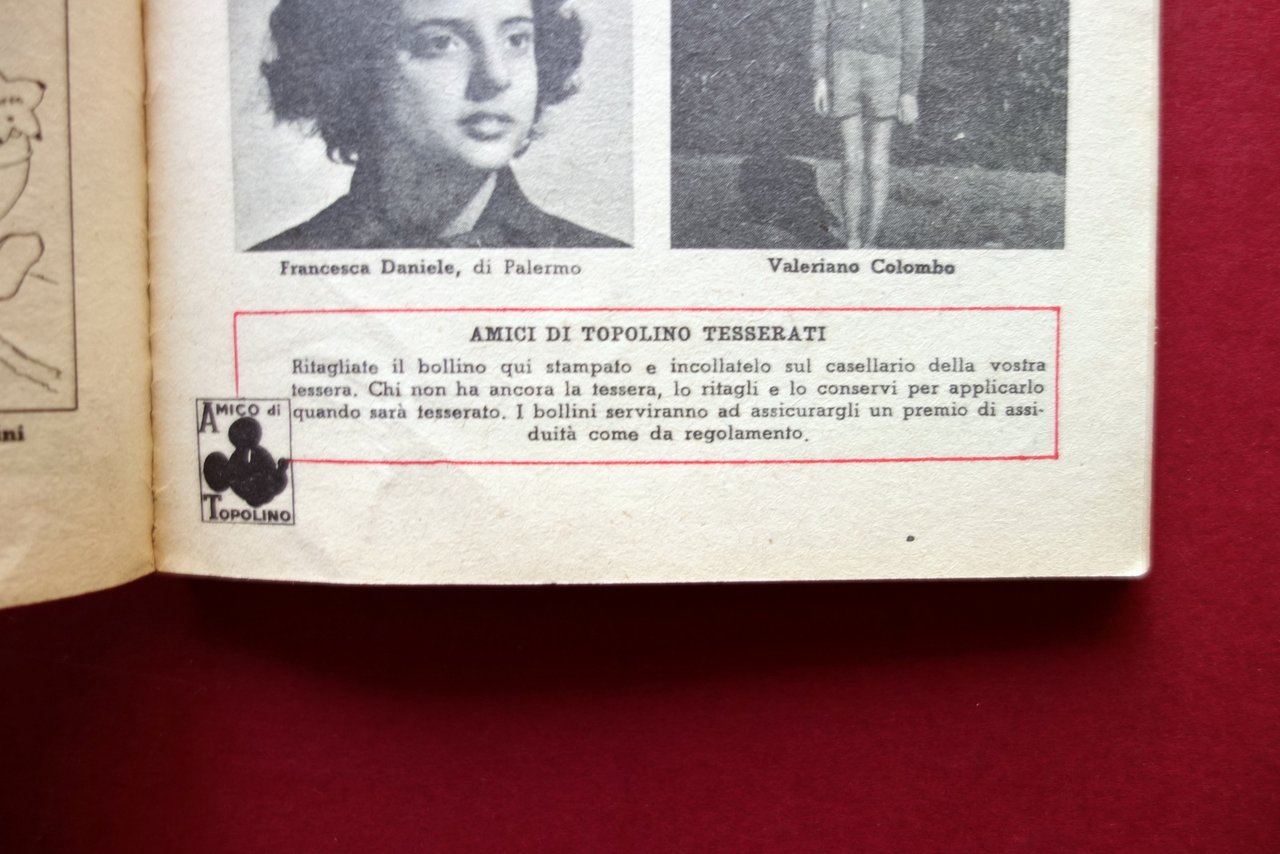 Francesca Daniele, di Palermo
Valeriano Colombo
AMICI DI TOPOLINO TESSERATI
Ritagliate il bollino qui stampato e incollatelo sul casellario della vostra
tessera. Chi non ha ancora la tessera, lo ritagli e lo conservi per applicarlo
quando sarà tesserato. I bollini serviranno ad assicurargli un premio di assi-
duità come da regolamento.
AMICO di
TOPOLINO
ini